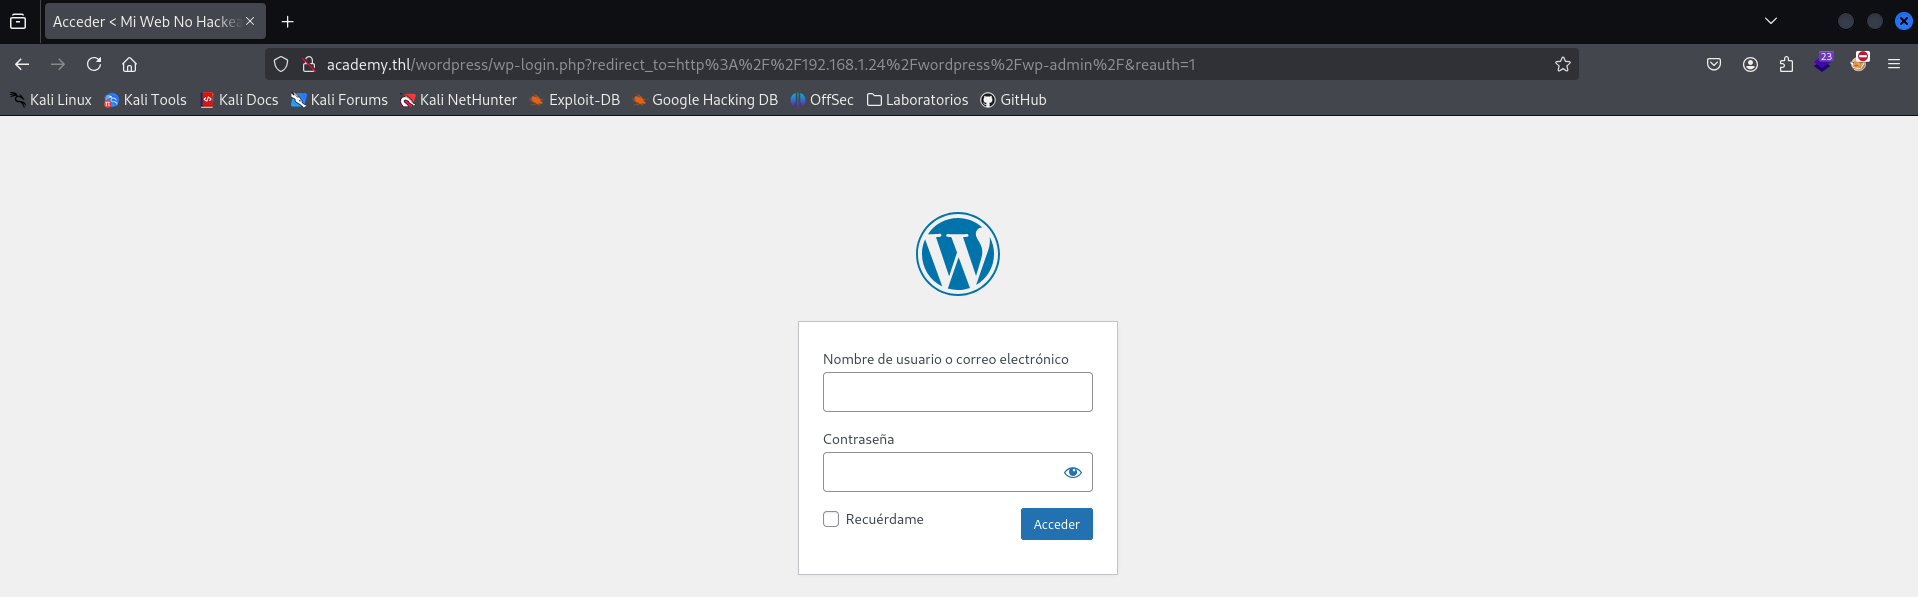 Acceder < Mi Web No Hackea
academy.thl/wordpress/wp-login.php?redirect_to=http%3A%2F%2F192.168.1.24%2Fwordpress%2Fwp-admin%2F&reauth=1
23
Kali Linux Kali Tools Kali Docs Kali Forums Kali NetHunter Exploit-DB Google Hacking DB OffSec Laboratorios GitHub
Nombre de usuario o correo electrónico
Contraseña
Recuérdame Acceder